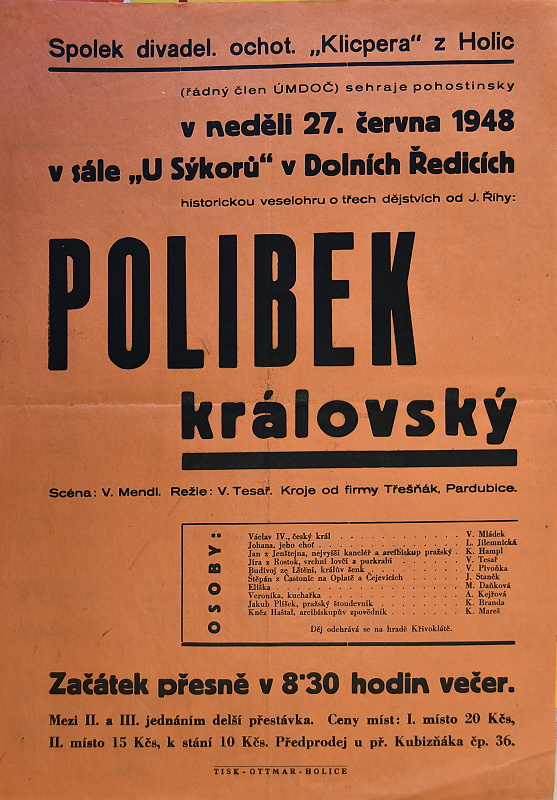 Spolek divadel. ochot. „Klicpera“ z Holic
(řádný člen ÚMDOČ) sehraje pohostinsky
v neděli 27. června 1948
v sále „U Sýkorů“ v Dolních Ředicích
historickou veselohru o třech dějstvích od J. Říhy:
POLIBEK
královský
Scéna: V. Mendl. Režie: V. Tesař. Kroje od firmy Třešňák, Pardubice.
OSOBY:
Václav IV., český král . . . V. Mládek
Johana, jeho choť . . . L. Jilemnická
Jan z Jenštejna, nejvyšší kancléř a arcibiskup pražský . K. Hampl
Jíra z Roztok, vrchní lovčí a purkrabí . . . V. Tesař
Budivoj ze Lštění, králův šenk . . . V. Pivoňka
Štěpán z Častonic na Oplatě a Čejevicích . . . J. Staněk
Eliška . . . M. Daňková
Veronika, kuchařka . . . A. Kejřová
Jakub Plíšek, pražský štoudevník . . . K. Branda
Kněz Haštal, arcibiskupův zpovědník . . . K. Mareš
Děj odehrává se na hradě Křivoklátě.
Začátek přesně v 8·30 hodin večer.
Mezi II. a III. jednáním delší přestávka. Ceny míst: I. místo 20 Kčs,
II. místo 15 Kčs, k stání 10 Kčs. Předprodej u př. Kubizňáka čp. 36.
TISK-OTTMAR-HOLICE